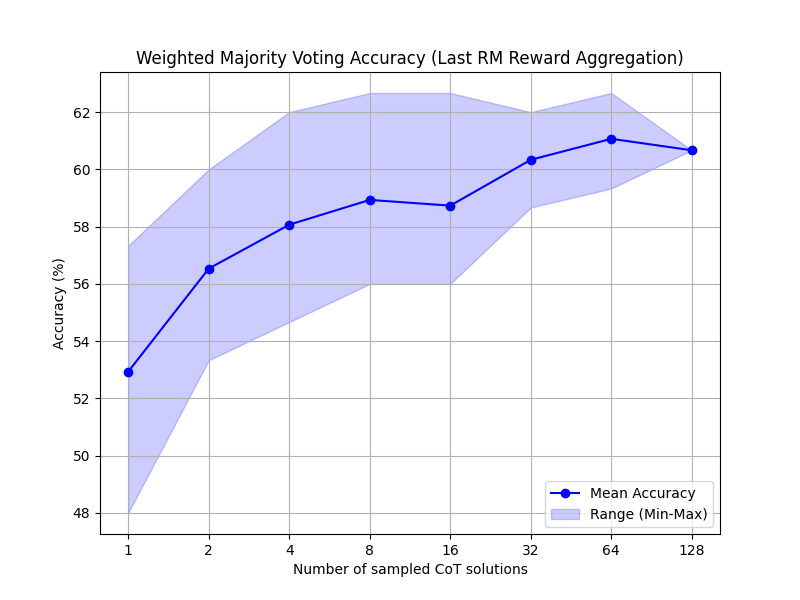 Weighted Majority Voting Accuracy (Last RM Reward Aggregation)
Accuracy (%)
62
60
58
56
54
52
50
48
Mean Accuracy
Range (Min-Max)
1 2 4 8 16 32 64 128
Number of sampled CoT solutions